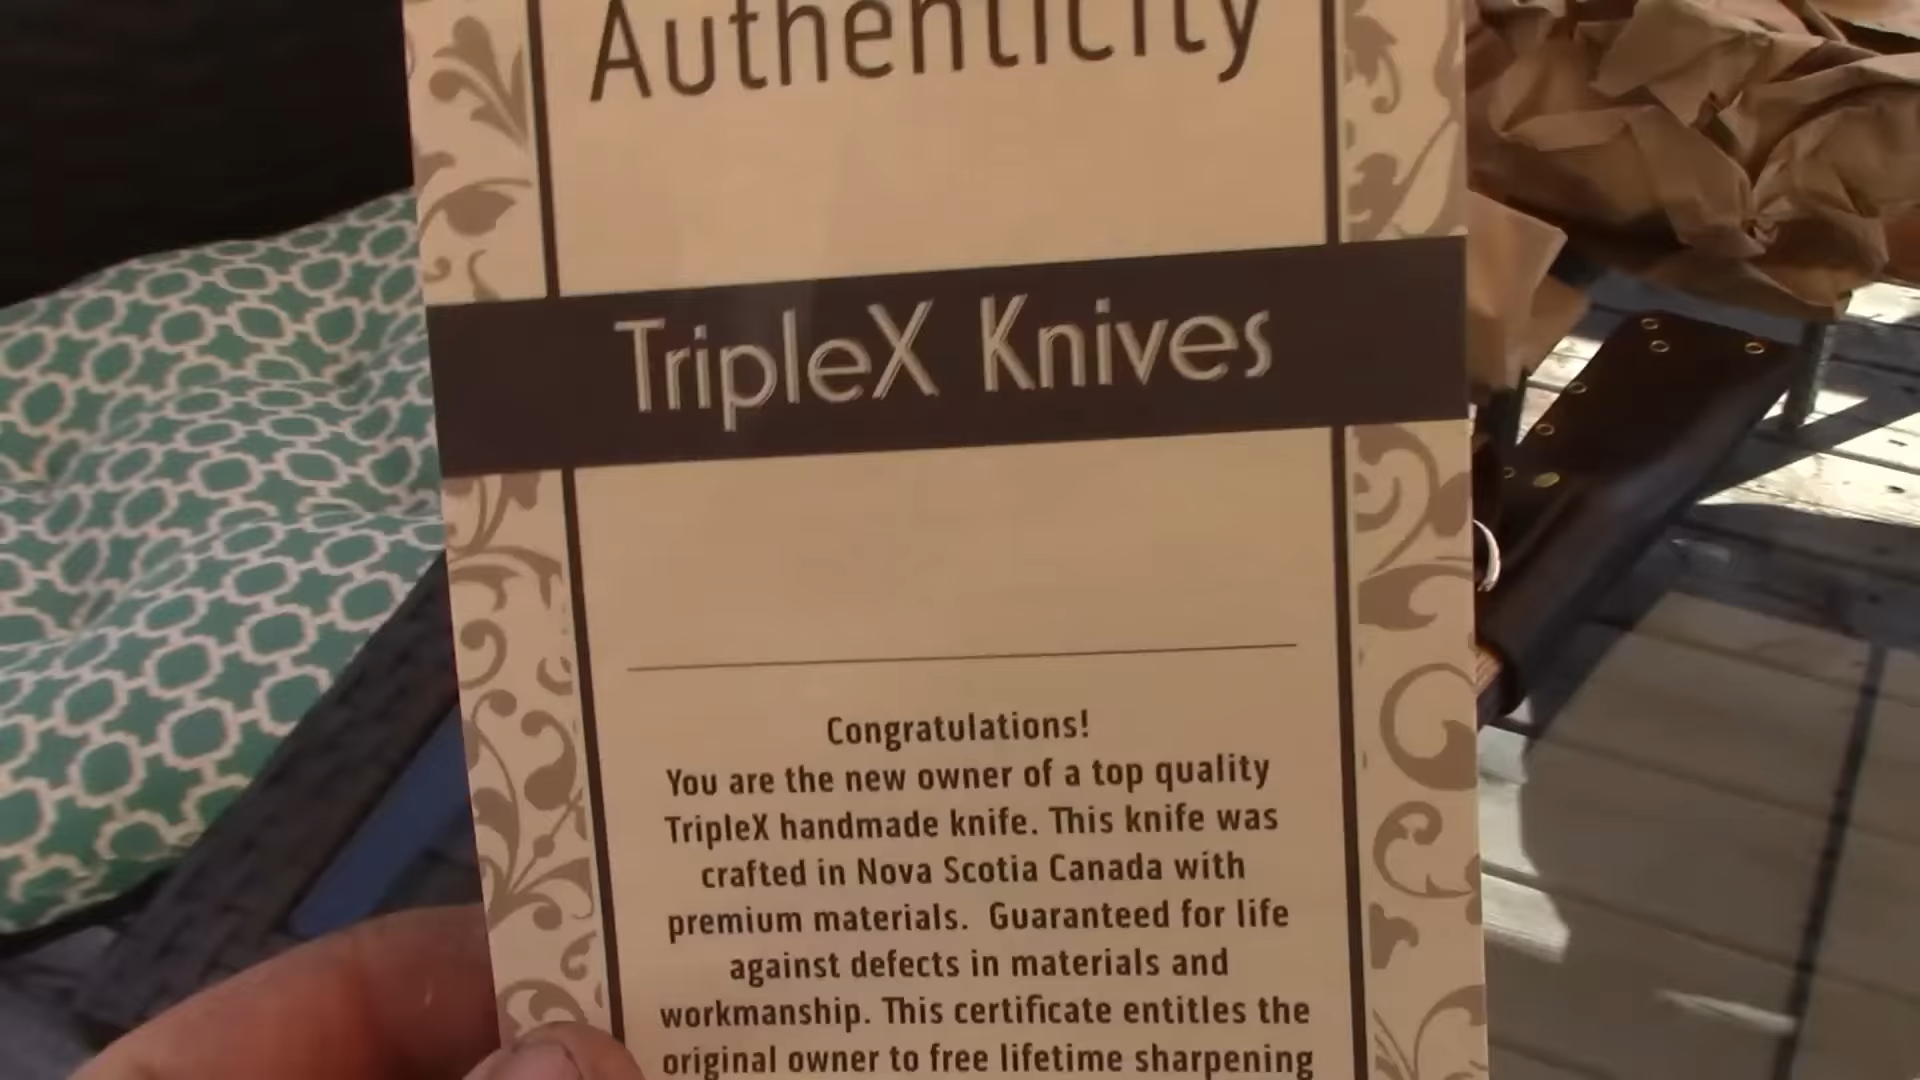 Authenticity
TripleX Knives
Congratulations!
You are the new owner of a top quality
TripleX handmade knife. This knife was
crafted in Nova Scotia Canada with
premium materials.  Guaranteed for life
against defects in materials and
workmanship. This certificate entitles the
original owner to free lifetime sharpening